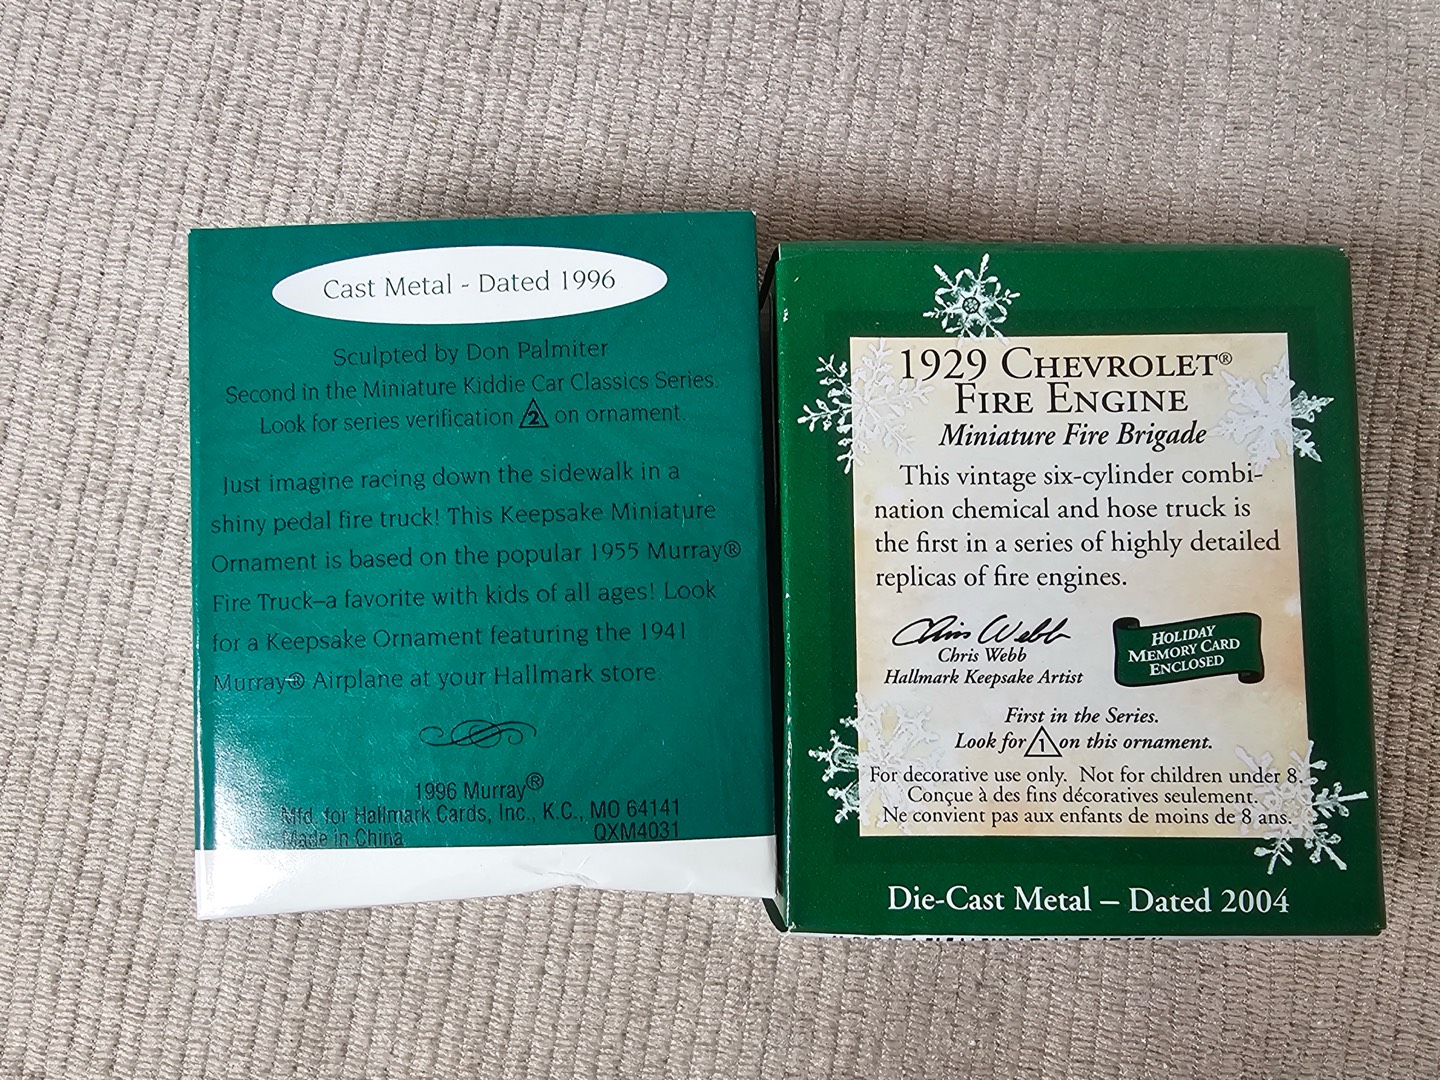 Cast Metal - Dated 1996
Sculpted by Don Palmiter
Second in the Miniature Kiddie Car Classics Series.
Look for series verification 2 on ornament.
Just imagine racing down the sidewalk in a
shiny pedal fire truck! This Keepsake Miniature
Ornament is based on the popular 1955 Murray®
Fire Truck–a favorite with kids of all ages! Look
for a Keepsake Ornament featuring the 1941
Murray® Airplane at your Hallmark store.
1996 Murray®
Mfd. for Hallmark Cards, Inc., K.C., MO 64141
Made in China QXM4031
1929 CHEVROLET®
FIRE ENGINE
Miniature Fire Brigade
This vintage six-cylinder combi-
nation chemical and hose truck is
the first in a series of highly detailed
replicas of fire engines.
Chris Webb
Chris Webb
Hallmark Keepsake Artist
HOLIDAY
MEMORY CARD
ENCLOSED
First in the Series.
Look for 1 on this ornament.
For decorative use only. Not for children under 8.
Conçue à des fins décoratives seulement.
Ne convient pas aux enfants de moins de 8 ans.
Die-Cast Metal – Dated 2004